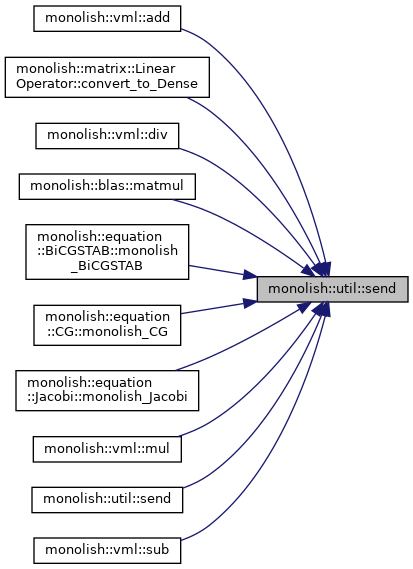 monolish::vml::add
monolish::matrix::Linear
Operator::convert_to_Dense
monolish::vml::div
monolish::blas::matmul
monolish::equation
::BiCGSTAB::monolish
_BiCGSTAB
monolish::util::send
monolish::equation
::CG::monolish_CG
monolish::equation
::Jacobi::monolish_Jacobi
monolish::vml::mul
monolish::util::send
monolish::vml::sub